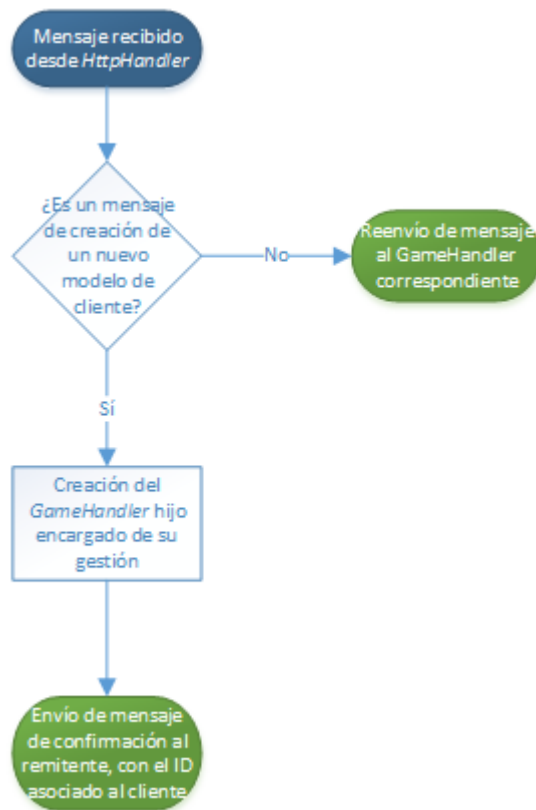 Mensaje recibido
desde HttpHandler
¿Es un mensaje
de creación de
un nuevo
modelo de
cliente?
No
Reenvío de mensaje
al GameHandler
correspondiente
Sí
Creación del
GameHandler hijo
encargado de su
gestión
Envío de mensaje
de confirmación al
remitente, con el ID
asociado al cliente